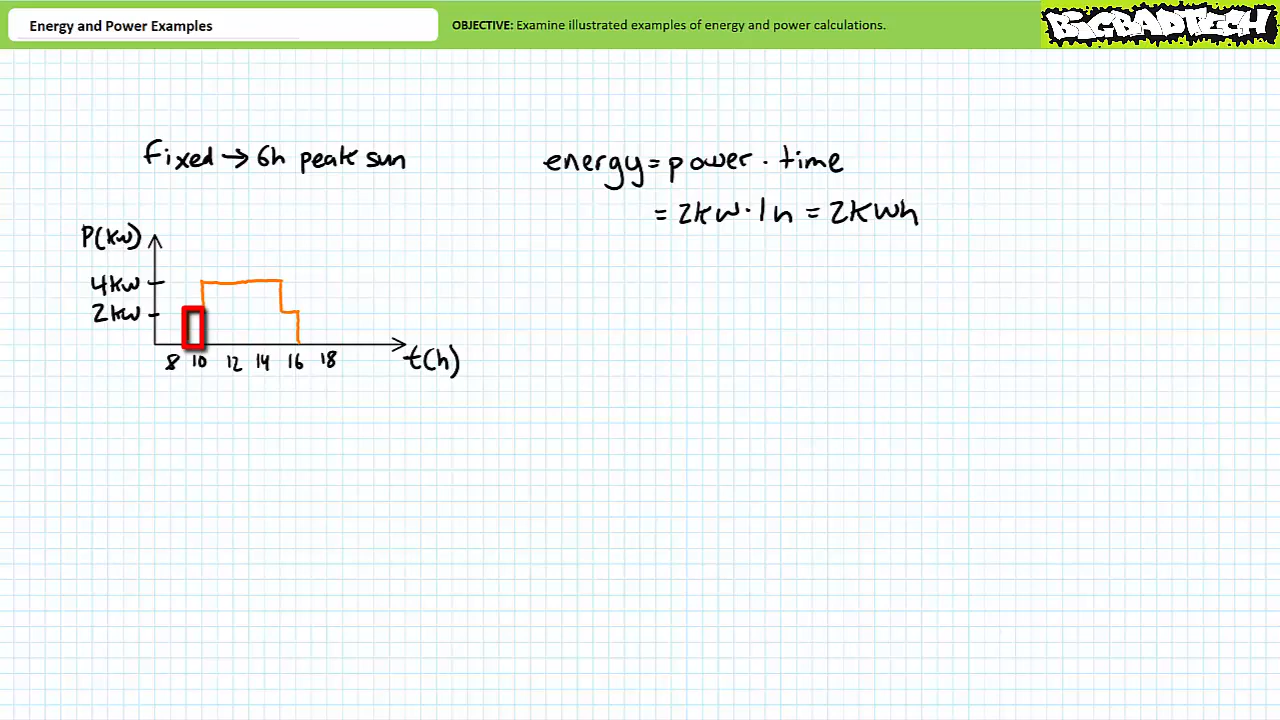 Energy and Power Examples
OBJECTIVE: Examine illustrated examples of energy and power calculations.
BIGBADTECH
fixed → 6h peak sun
energy = power · time
= 2kW · 1h = 2kWh
P(kW)
4kW
2kW
8 10 12 14 16 18
t(h)